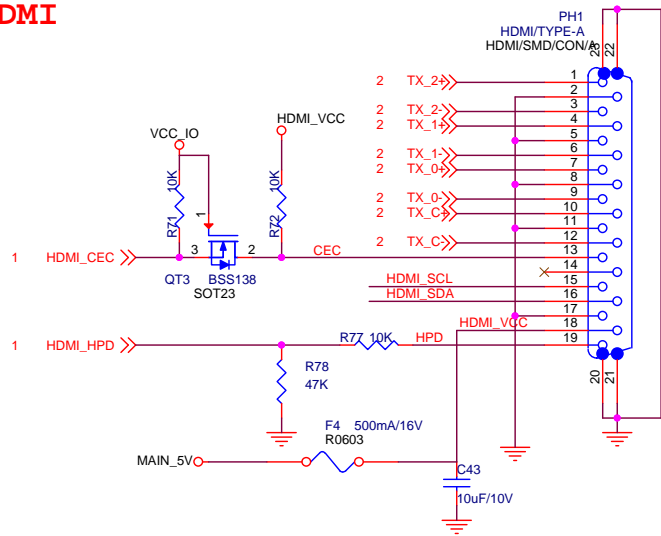 HDMI
PH1
HDMI/TYPE-A
HDMI/SMD/CON/A
23
22
2 TX_2+ 1
2
2 TX_2- 3
2 TX_1+ 4
5
2 TX_1- 6
2 TX_0+ 7
8
2 TX_0- 9
2 TX_C+ 10
11
2 TX_C- 12
13
14
HDMI_SCL 15
HDMI_SDA 16
17
HDMI_VCC 18
HPD 19
20
21
VCC_IO
HDMI_VCC
R71 10K
1
R72 10K
1 HDMI_CEC
3
2
CEC
QT3 BSS138
SOT23
1 HDMI_HPD
R77 10K
R78
47K
F4 500mA/16V
R0603
MAIN_5V
C43
10uF/10V